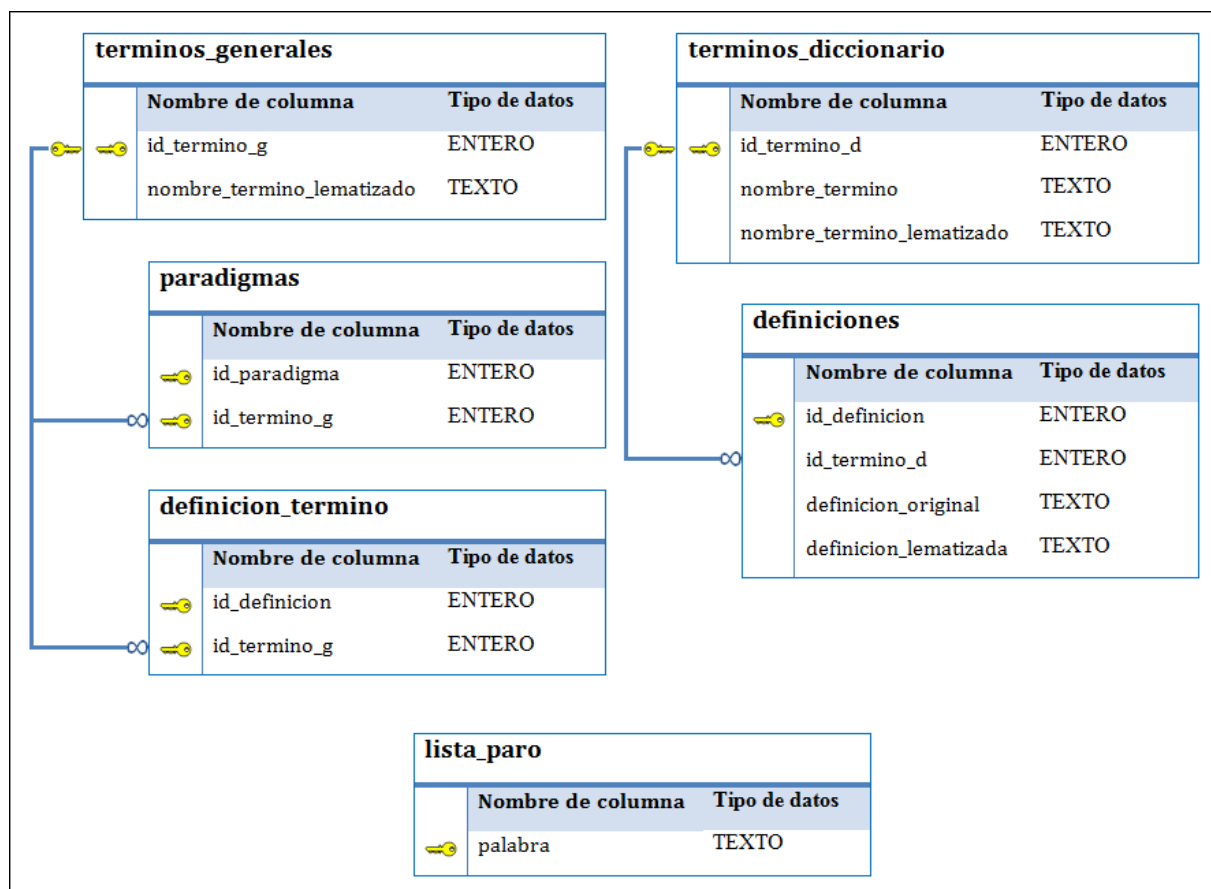 terminos_generales
Nombre de columna Tipo de datos
id_termino_g ENTERO
nombre_termino_lematizado TEXTO
paradigmas
Nombre de columna Tipo de datos
id_paradigma ENTERO
id_termino_g ENTERO
definicion_termino
Nombre de columna Tipo de datos
id_definicion ENTERO
id_termino_g ENTERO
terminos_diccionario
Nombre de columna Tipo de datos
id_termino_d ENTERO
nombre_termino TEXTO
nombre_termino_lematizado TEXTO
definiciones
Nombre de columna Tipo de datos
id_definicion ENTERO
id_termino_d ENTERO
definicion_original TEXTO
definicion_lematizada TEXTO
lista_paro
Nombre de columna Tipo de datos
palabra TEXTO